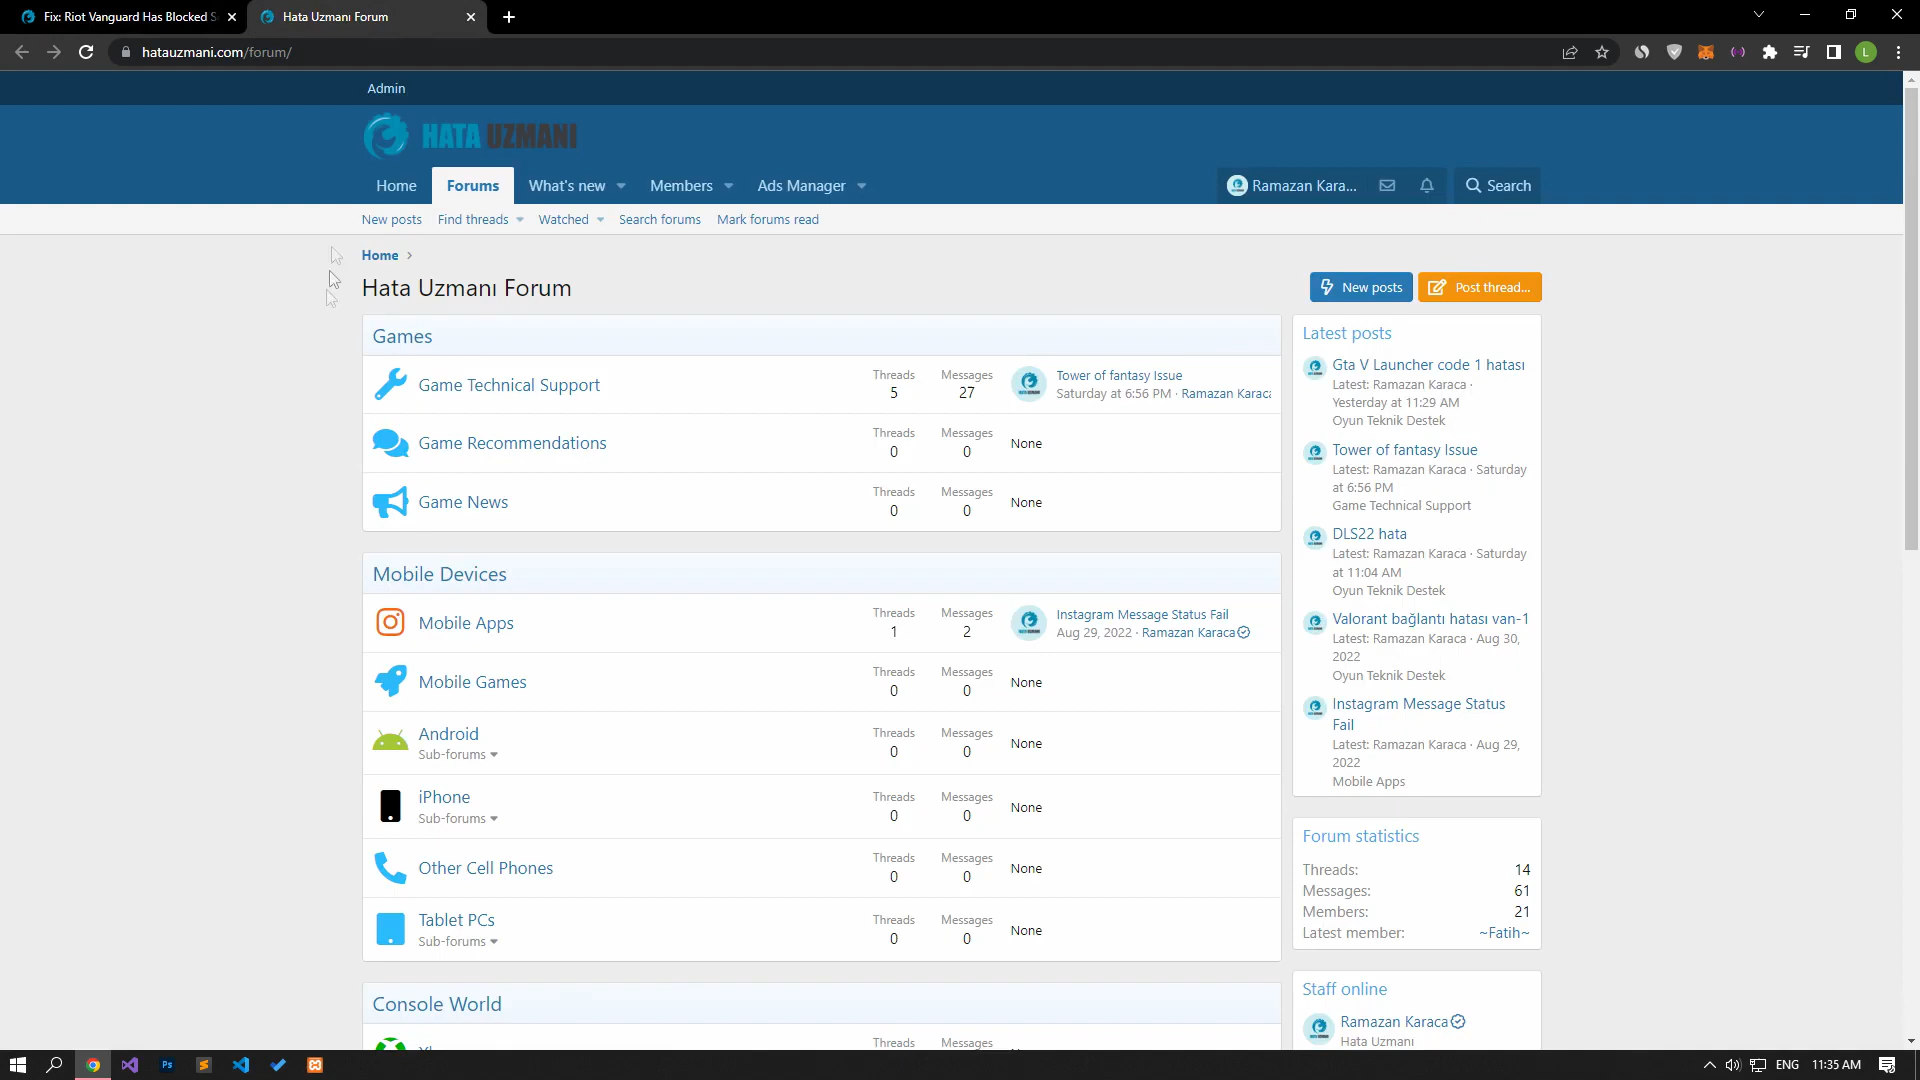 Fix: Riot Vanguard Has Blocked S
Hata Uzmanı Forum
hatauzmani.com/forum/
L
Admin
HATA UZMANI
Home
Forums
What's new
Members
Ads Manager
Ramazan Kara...
Search
New posts
Find threads
Watched
Search forums
Mark forums read
Home
Hata Uzmanı Forum
New posts
Post thread...
Games
Game Technical Support
Threads
5
Messages
27
Tower of fantasy Issue
Saturday at 6:56 PM · Ramazan Karaca
Game Recommendations
Threads
0
Messages
0
None
Game News
Threads
0
Messages
0
None
Mobile Devices
Mobile Apps
Threads
1
Messages
2
Instagram Message Status Fail
Aug 29, 2022 · Ramazan Karaca
Mobile Games
Threads
0
Messages
0
None
Android
Sub-forums
Threads
0
Messages
0
None
iPhone
Sub-forums
Threads
0
Messages
0
None
Other Cell Phones
Threads
0
Messages
0
None
Tablet PCs
Sub-forums
Threads
0
Messages
0
None
Console World
Threads
Messages
Latest posts
Gta V Launcher code 1 hatası
Latest: Ramazan Karaca ·
Yesterday at 11:29 AM
Oyun Teknik Destek
Tower of fantasy Issue
Latest: Ramazan Karaca · Saturday
at 6:56 PM
Game Technical Support
DLS22 hata
Latest: Ramazan Karaca · Saturday
at 11:04 AM
Oyun Teknik Destek
Valorant bağlantı hatası van-1
Latest: Ramazan Karaca · Aug 30,
2022
Oyun Teknik Destek
Instagram Message Status
Fail
Latest: Ramazan Karaca · Aug 29,
2022
Mobile Apps
Forum statistics
Threads: 14
Messages: 61
Members: 21
Latest member: ~Fatih~
Staff online
Ramazan Karaca
Hata Uzmanı
Ps
ENG
11:35 AM